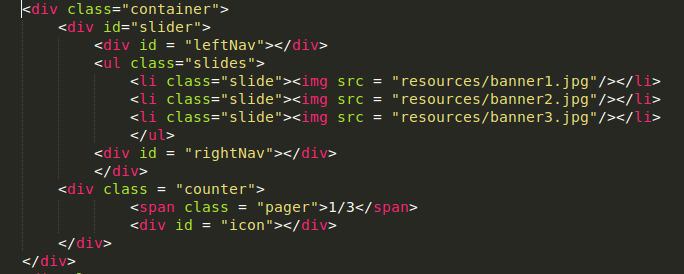 <div class="container">
<div id="slider">
<div id = "leftNav"></div>
<ul class="slides">
<li class="slide"><img src = "resources/banner1.jpg"/></li>
<li class="slide"><img src = "resources/banner2.jpg"/></li>
<li class="slide"><img src = "resources/banner3.jpg"/></li>
</ul>
<div id = "rightNav"></div>
</div>
<div class = "counter">
<span class = "pager">1/3</span>
<div id = "icon"></div>
</div>
</div>